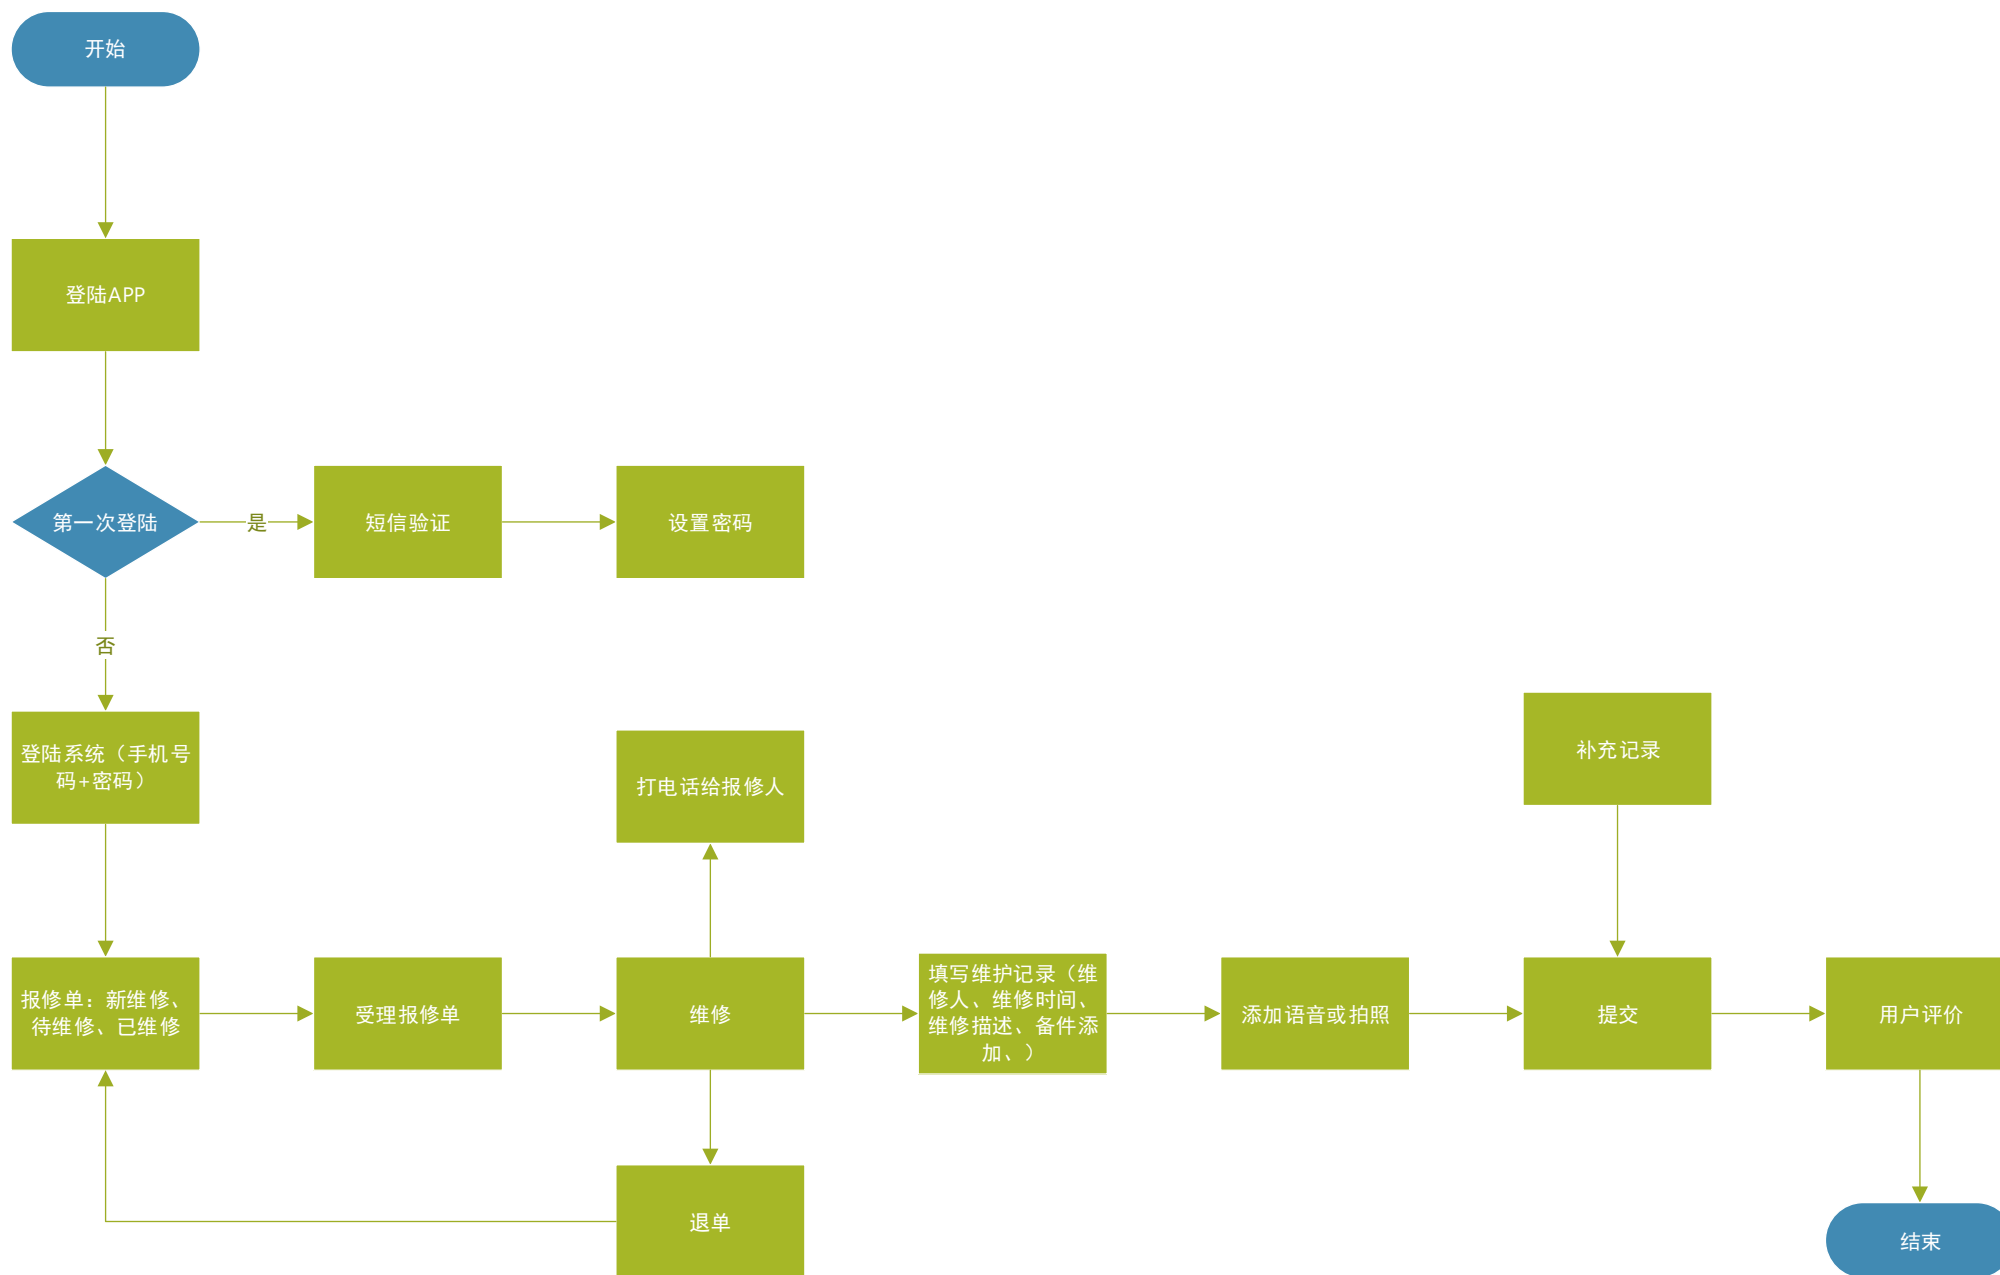 开始
登陆APP
第一次登陆
是
短信验证
设置密码
否
登陆系统（手机号
码+密码）
打电话给报修人
补充记录
报修单：新维修、
待维修、已维修
受理报修单
维修
填写维护记录（维
修人、维修时间、
维修描述、备件添
加、）
添加语音或拍照
提交
用户评价
退单
结束